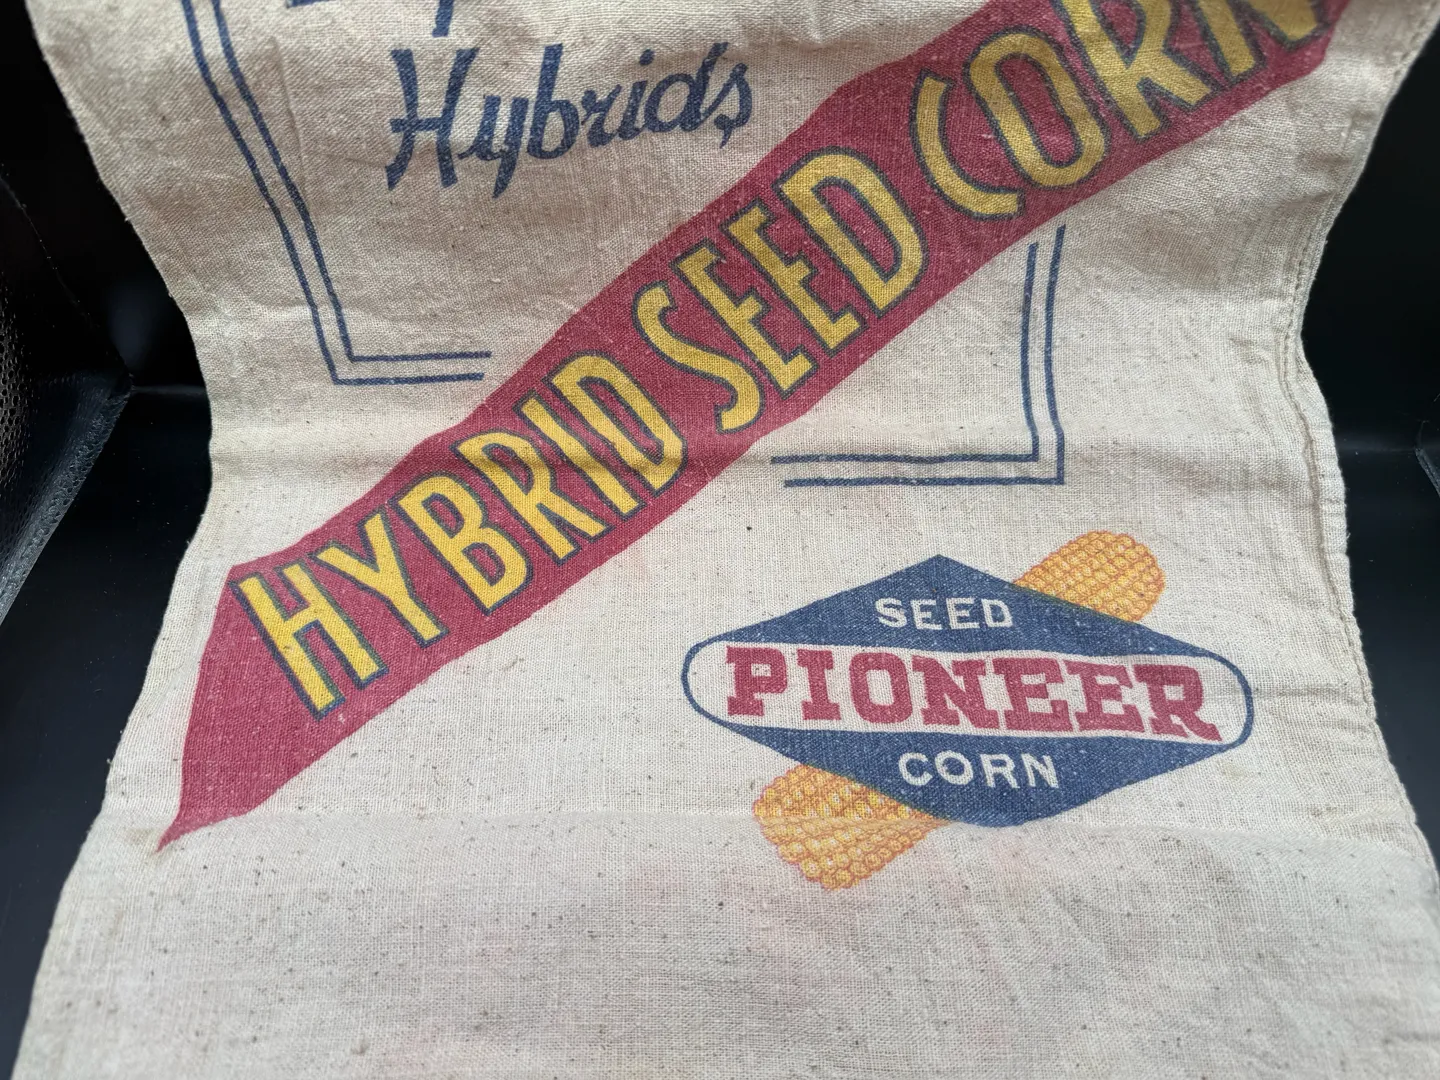 Hybrids
HYBRID SEED CORN
SEED
PIONEER
CORN